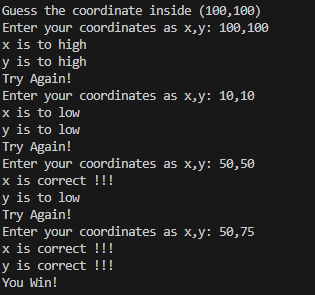 Guess the coordinate inside (100,100)
Enter your coordinates as x,y: 100,100
x is to high
y is to high
Try Again!
Enter your coordinates as x,y: 10,10
x is to low
y is to low
Try Again!
Enter your coordinates as x,y: 50,50
x is correct !!!
y is to low
Try Again!
Enter your coordinates as x,y: 50,75
x is correct !!!
y is correct !!!
You Win!